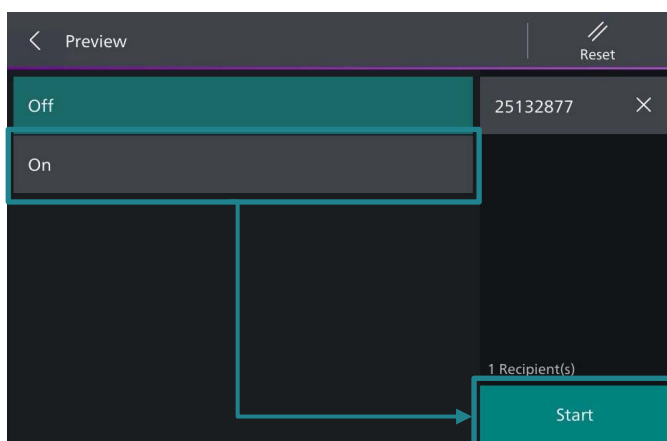 Preview
Reset
Off
25132877
On
1 Recipient(s)
Start